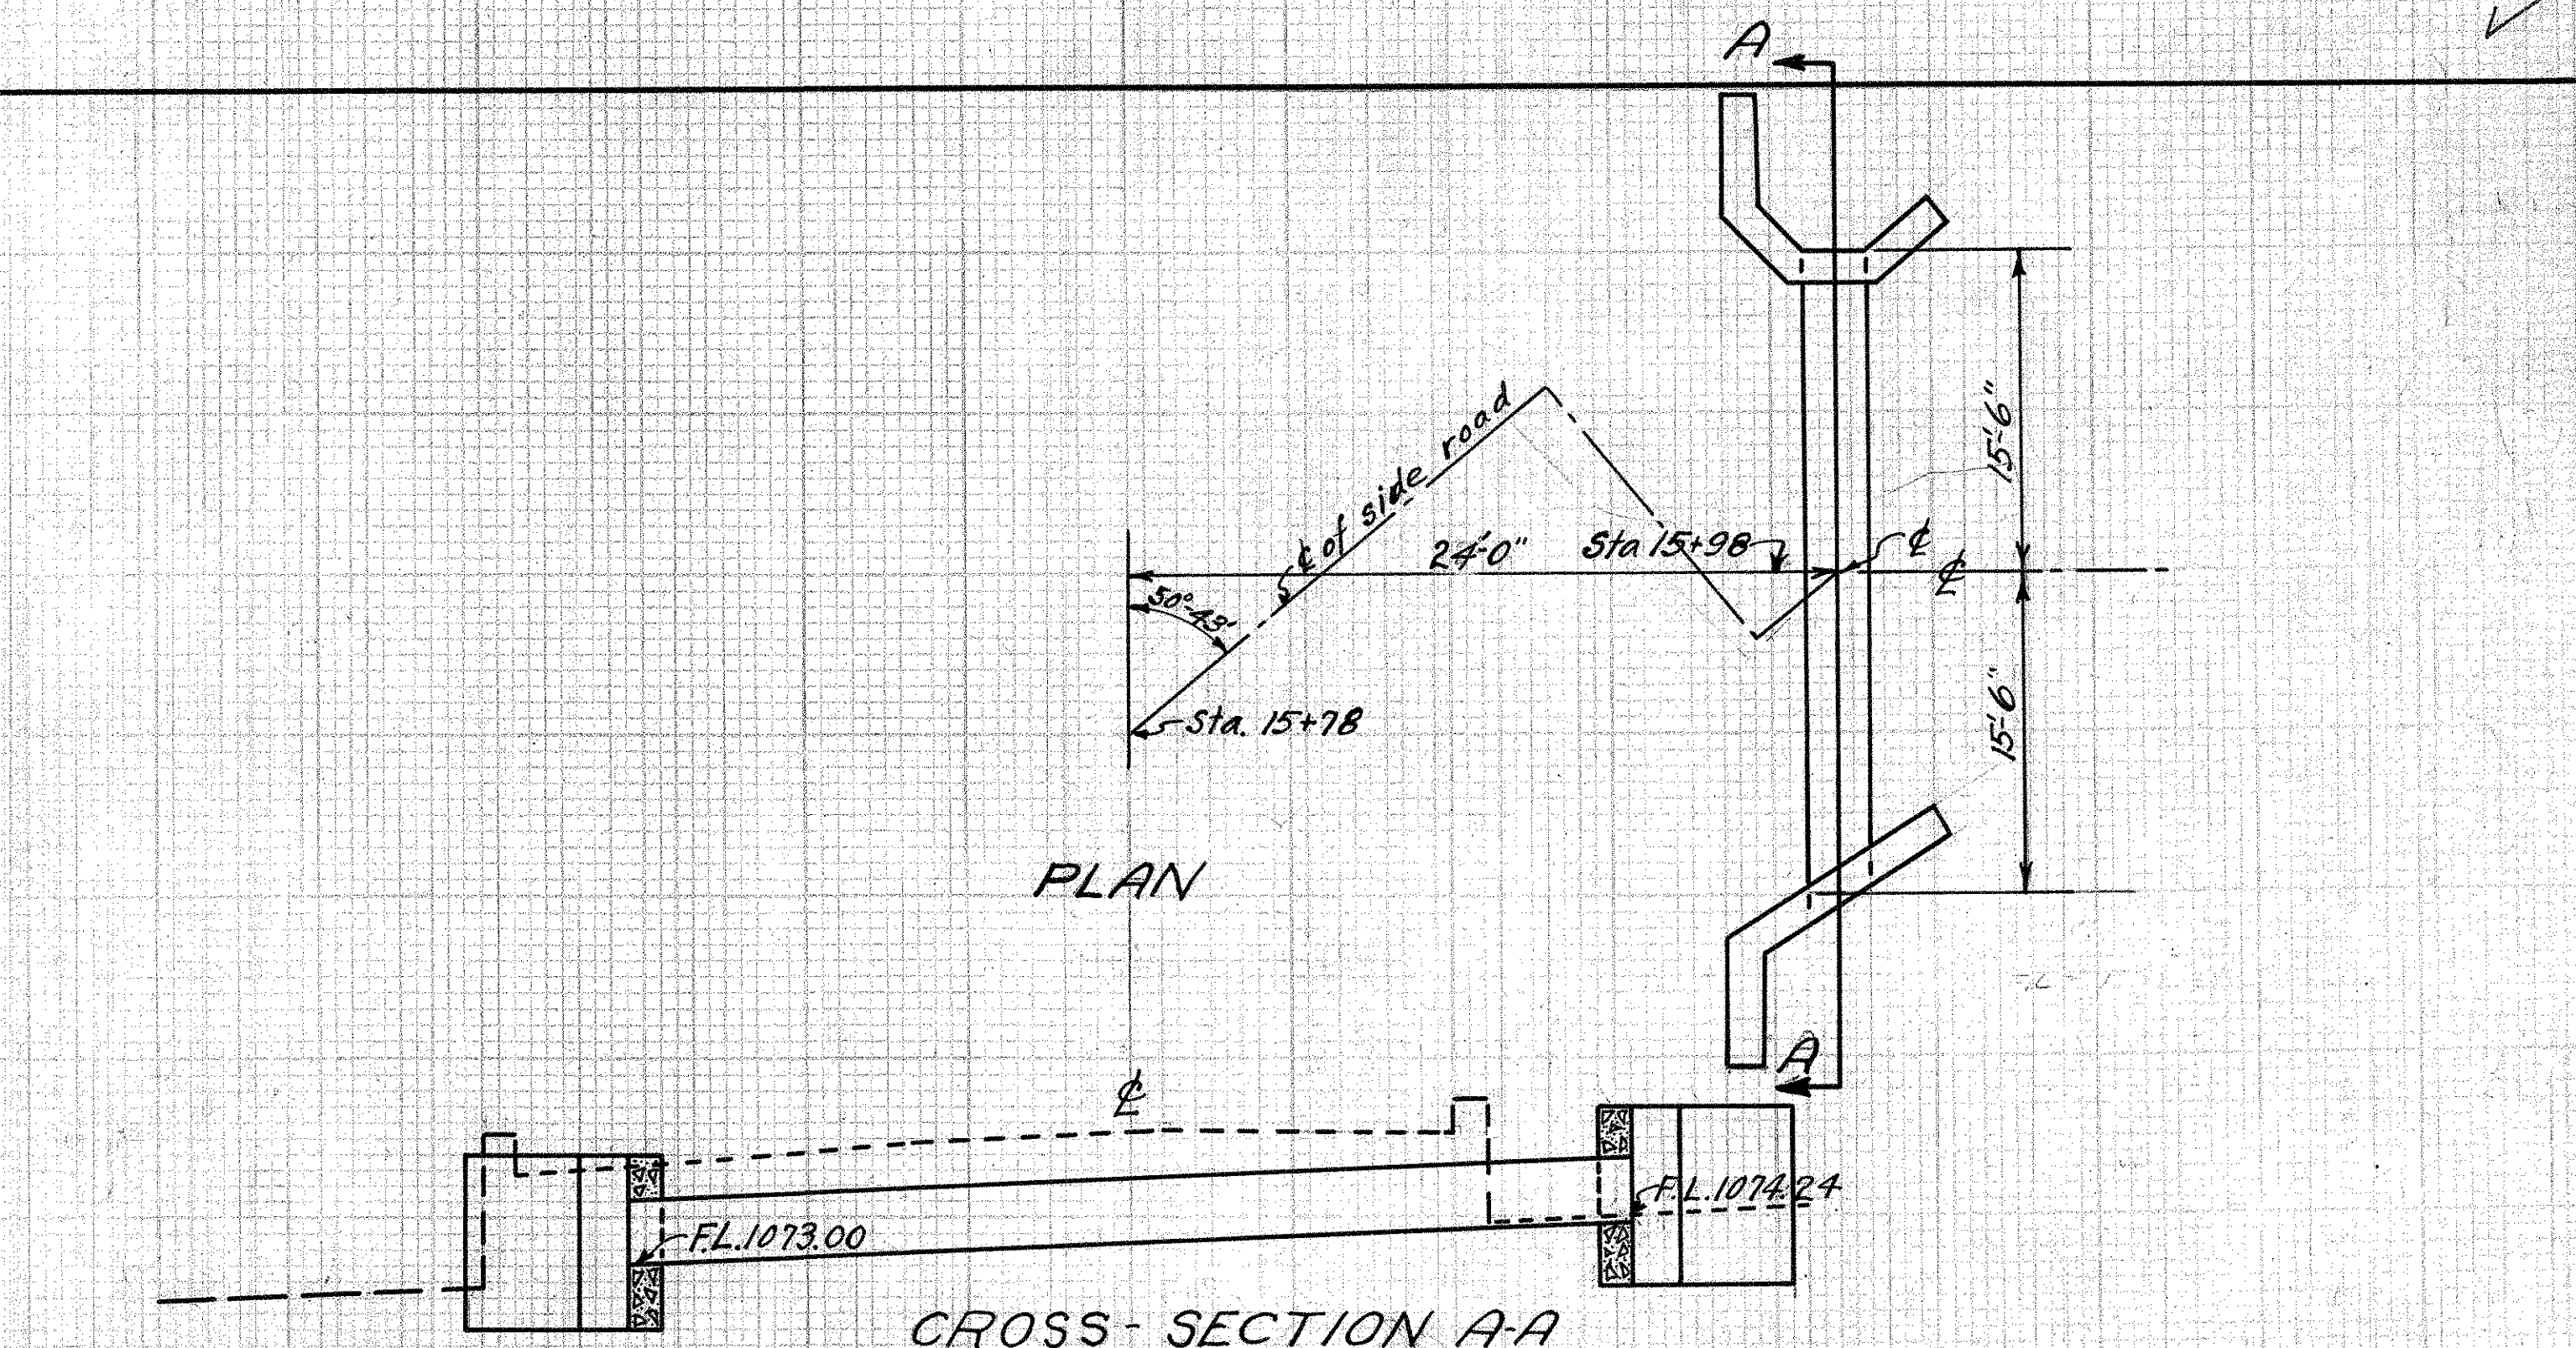 A
15'-6"
℄ of side road
24'-0"
Sta 15+98
℄
℄
50°-43'
Sta. 15+78
15'-6"
PLAN
A
℄
F.L. 1074.24
F.L. 1073.00
CROSS-SECTION A-A